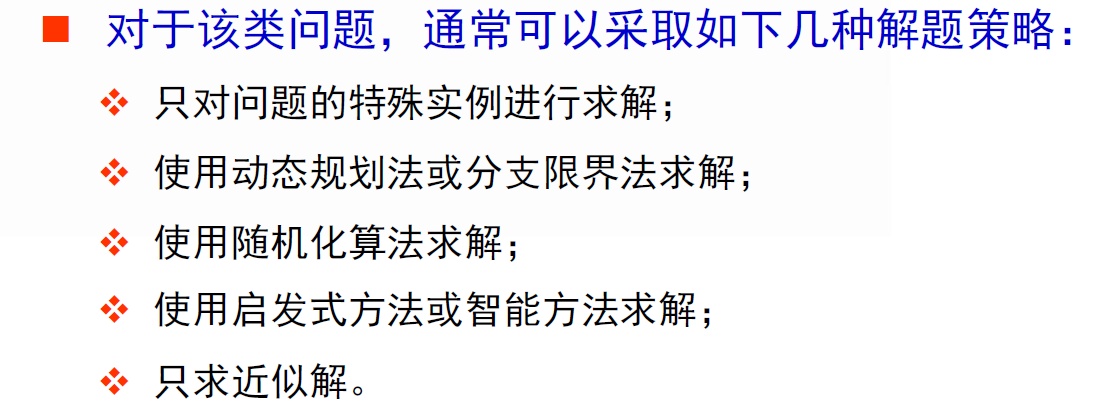 对于该类问题，通常可以采取如下几种解题策略：
只对问题的特殊实例进行求解；
使用动态规划法或分支限界法求解；
使用随机化算法求解；
使用启发式方法或智能方法求解；
只求近似解。